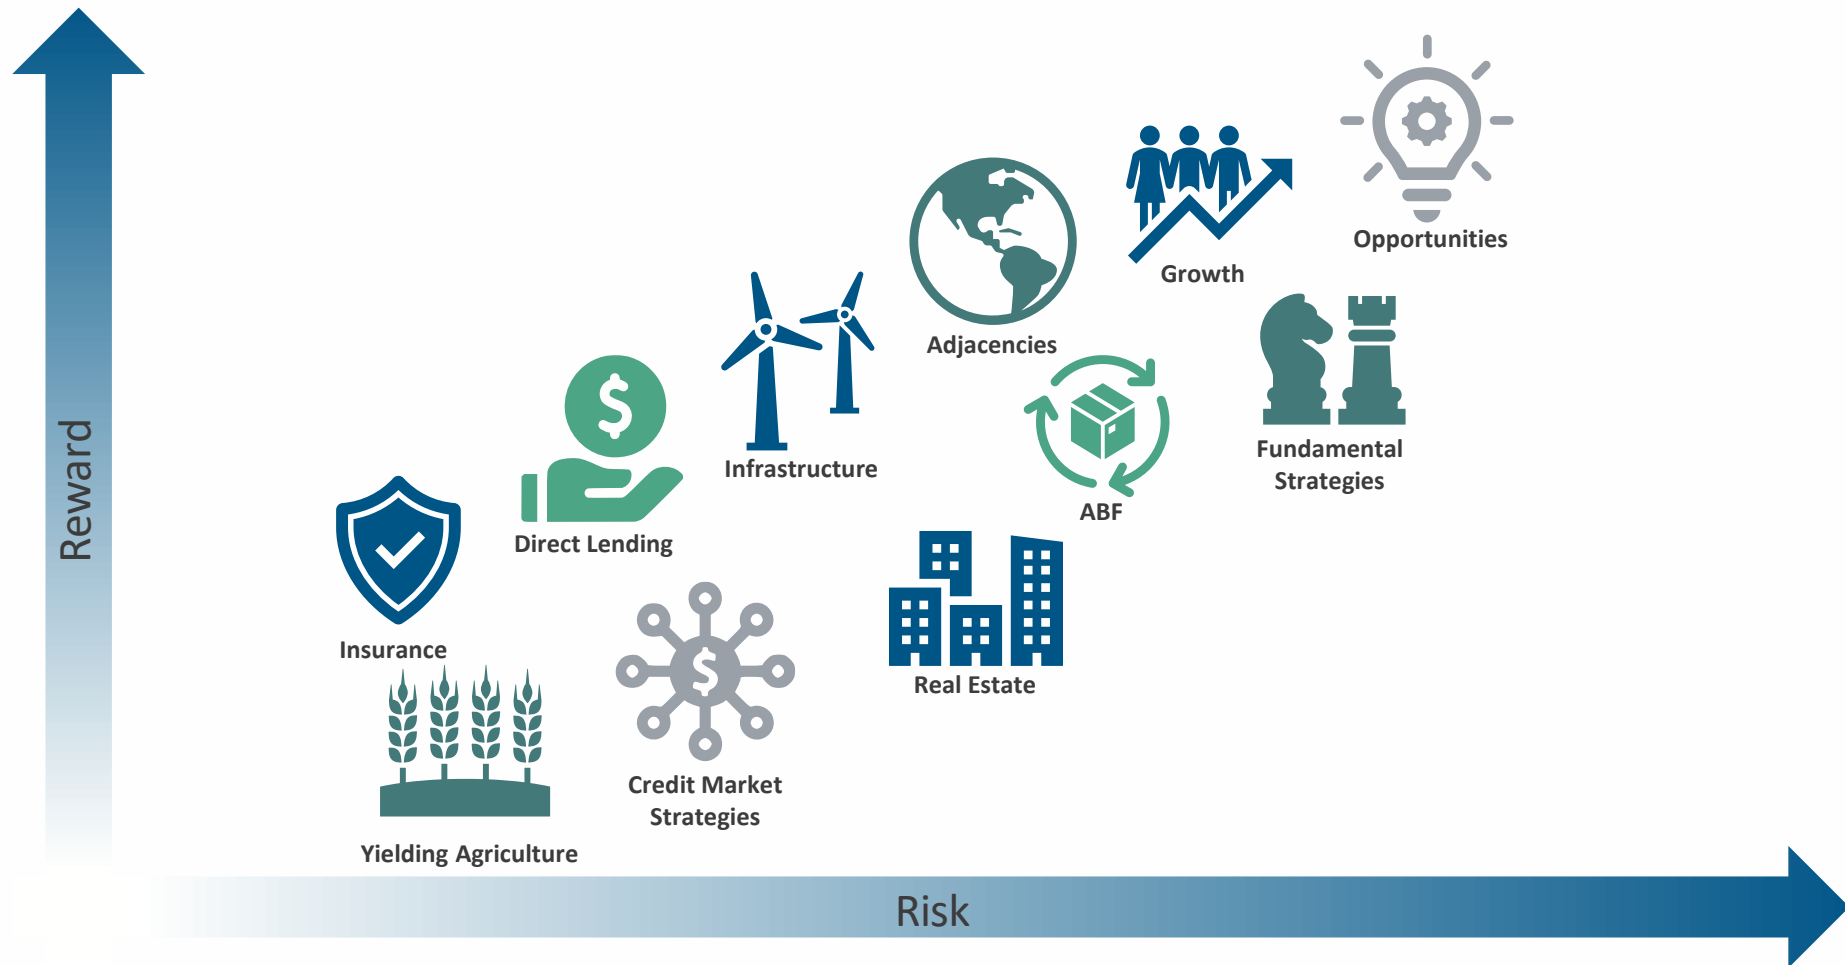 Opportunities
Growth
Adjacencies
Fundamental
Strategies
Infrastructure
ABF
Direct Lending
Insurance
Real Estate
Credit Market
Strategies
Yielding Agriculture
Reward
Risk